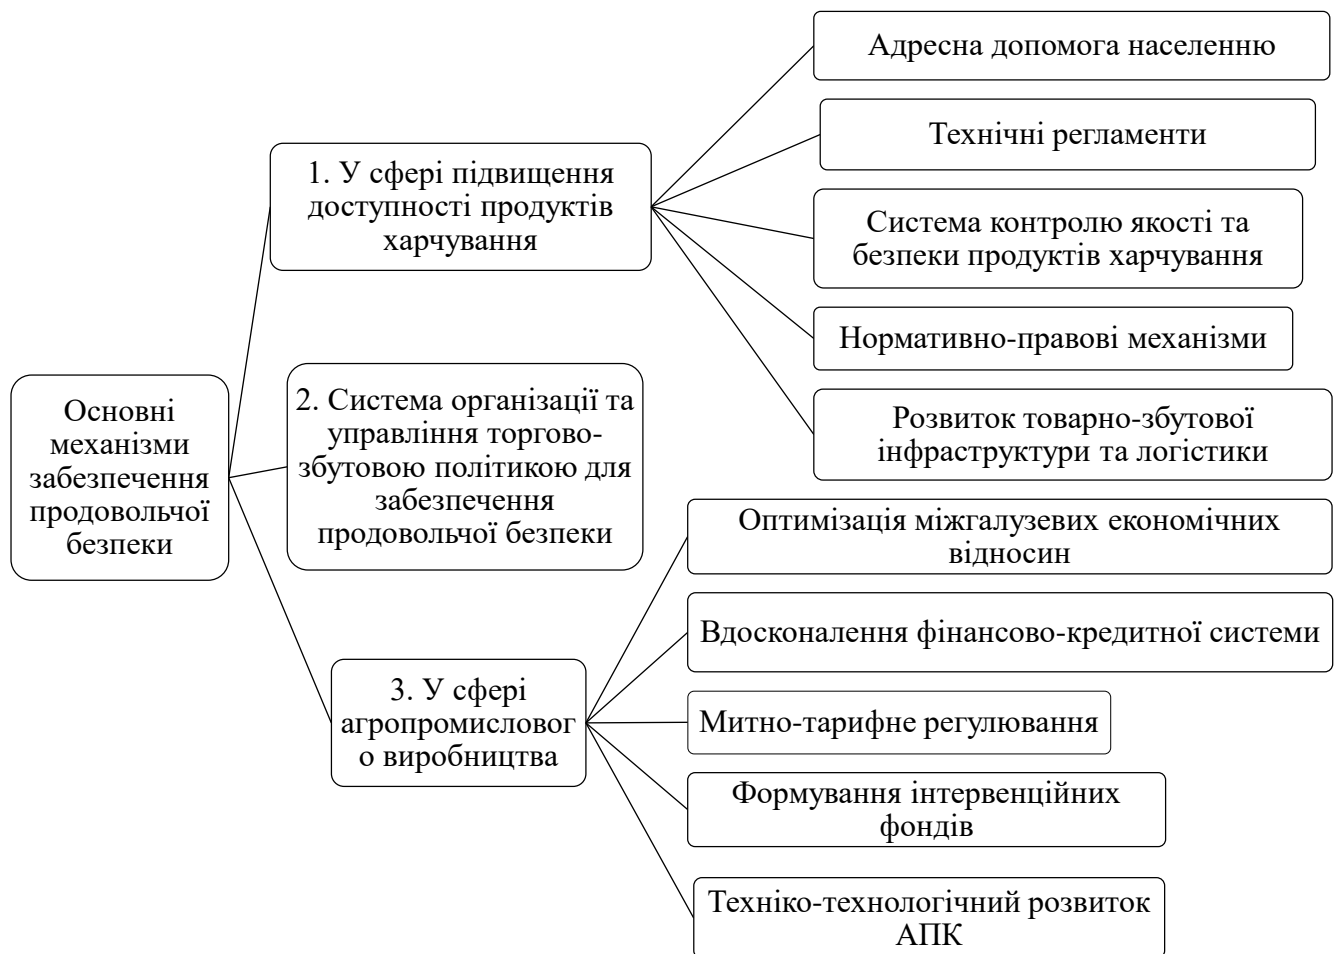 Основні
механізми
забезпечення
продовольчої
безпеки
1. У сфері підвищення
доступності продуктів
харчування
Адресна допомога населенню
Технічні регламенти
Система контролю якості та
безпеки продуктів харчування
Нормативно-правові механізми
Розвиток товарно-збутової
інфраструктури та логістики
2. Система організації та
управління торгово-
збутовою політикою для
забезпечення
продовольчої безпеки
3. У сфері
агропромисловог
о виробництва
Оптимізація міжгалузевих економічних
відносин
Вдосконалення фінансово-кредитної системи
Митно-тарифне регулювання
Формування інтервенційних
фондів
Техніко-технологічний розвиток
АПК